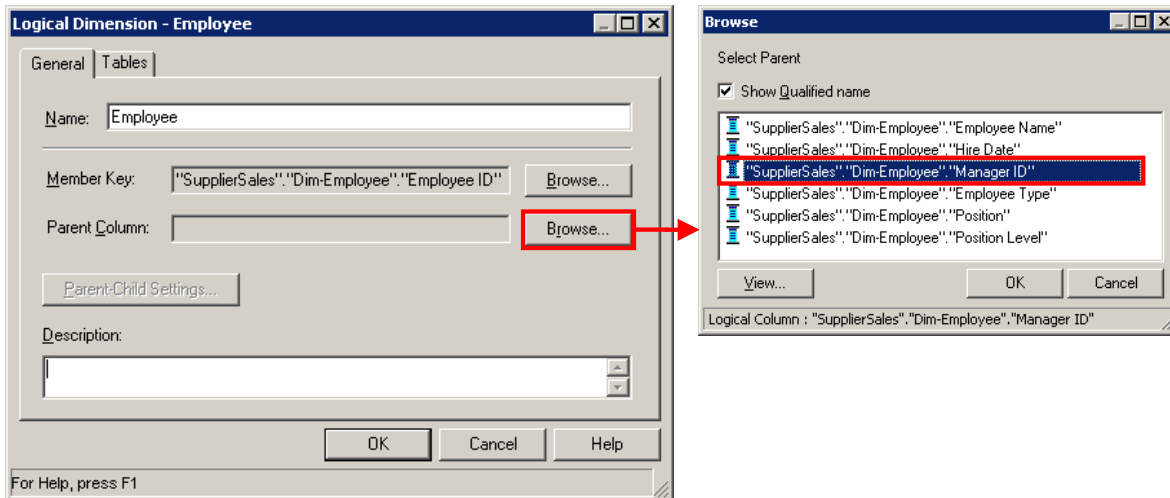 Logical Dimension - Employee
General Tables
Name: Employee
Member Key: "SupplierSales"."Dim-Employee"."Employee ID" Browse...
Parent Column: Browse...
Parent-Child Settings...
Description:
OK Cancel Help
For Help, press F1
Browse
Select Parent
Show Qualified name
"SupplierSales"."Dim-Employee"."Employee Name"
"SupplierSales"."Dim-Employee"."Hire Date"
"SupplierSales"."Dim-Employee"."Manager ID"
"SupplierSales"."Dim-Employee"."Employee Type"
"SupplierSales"."Dim-Employee"."Position"
"SupplierSales"."Dim-Employee"."Position Level"
View... OK Cancel
Logical Column : "SupplierSales"."Dim-Employee"."Manager ID"